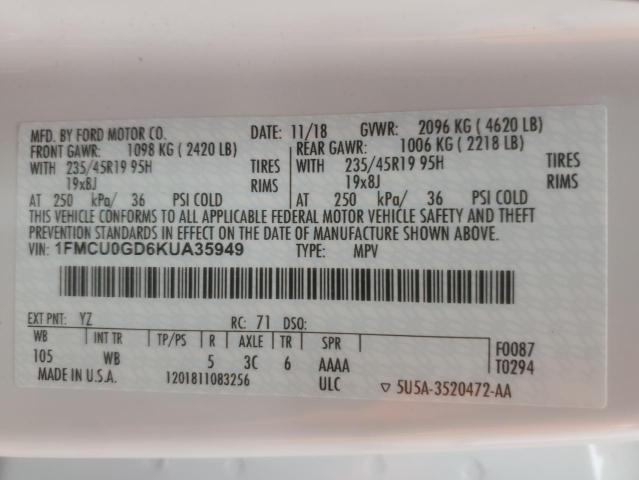 MFD. BY FORD MOTOR CO. DATE: 11/18 GVWR: 2096 KG ( 4620 LB)
FRONT GAWR: 1098 KG ( 2420 LB) REAR GAWR: 1006 KG ( 2218 LB)
WITH 235/45R19 95H TIRES WITH 235/45R19 95H TIRES
19x8J RIMS 19x8J RIMS
AT 250 kPa/ 36 PSI COLD AT 250 kPa/ 36 PSI COLD
THIS VEHICLE CONFORMS TO ALL APPLICABLE FEDERAL MOTOR VEHICLE SAFETY AND THEFT
PREVENTION STANDARDS IN EFFECT ON THE DATE OF MANUFACTURE SHOWN ABOVE.
VIN: 1FMCU0GD6KUA35949 TYPE: MPV
EXT PNT: YZ RC: 71 DSO:
WB INT TR TP/PS R AXLE TR SPR
105 WB 5 3C 6 AAAA
F0087
T0294
MADE IN U.S.A. 1201811083256 ULC ▽ 5U5A-3520472-AA